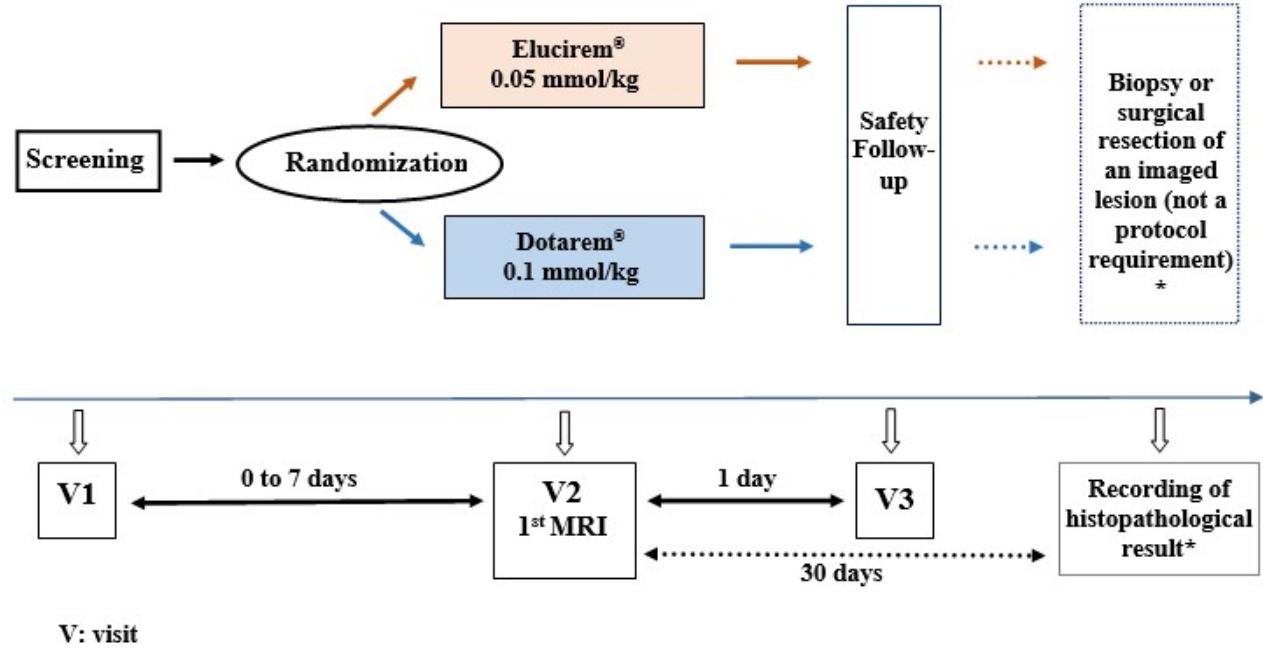 Elucirem®
0.05 mmol/kg
Screening
Randomization
Dotarem®
0.1 mmol/kg
Safety
Follow-
up
Biopsy or
surgical
resection of
an imaged
lesion (not a
protocol
requirement)
*
V1
0 to 7 days
V2
1st MRI
1 day
V3
30 days
Recording of
histopathological
result*
V: visit